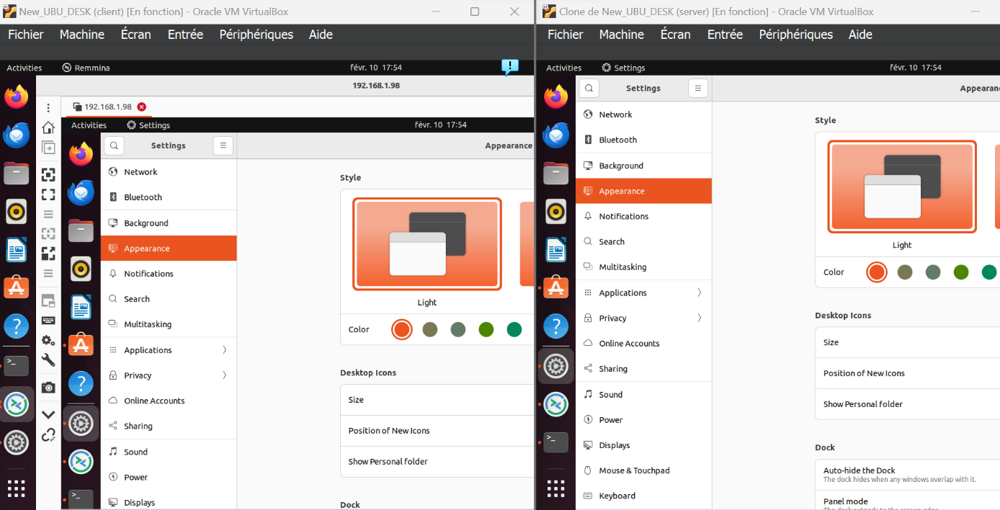 New_UBU_DESK (client) [En fonction] - Oracle VM VirtualBox
Fichier Machine Écran Entrée Périphériques Aide
Activities Remmina févr. 10 17:54
192.168.1.98
192.168.1.98
Activities Settings févr. 10 17:54
Settings Appearance
Network
Bluetooth
Background
Appearance
Notifications
Search
Multitasking
Applications
Privacy
Online Accounts
Sharing
Sound
Power
Displays
Style
Light
Color
Desktop Icons
Size
Position of New Icons
Show Personal folder
Dock
Clone de New_UBU_DESK (server) [En fonction] - Oracle VM VirtualBox
Fichier Machine Écran Entrée Périphériques Aide
Activities Settings févr. 10 17:54
Settings Appearan
Network
Bluetooth
Background
Appearance
Notifications
Search
Multitasking
Applications
Privacy
Online Accounts
Sharing
Sound
Power
Displays
Mouse & Touchpad
Keyboard
Style
Light
Color
Desktop Icons
Size
Position of New Icons
Show Personal folder
Dock
Auto-hide the Dock
The dock hides when any windows overlap with it.
Panel mode